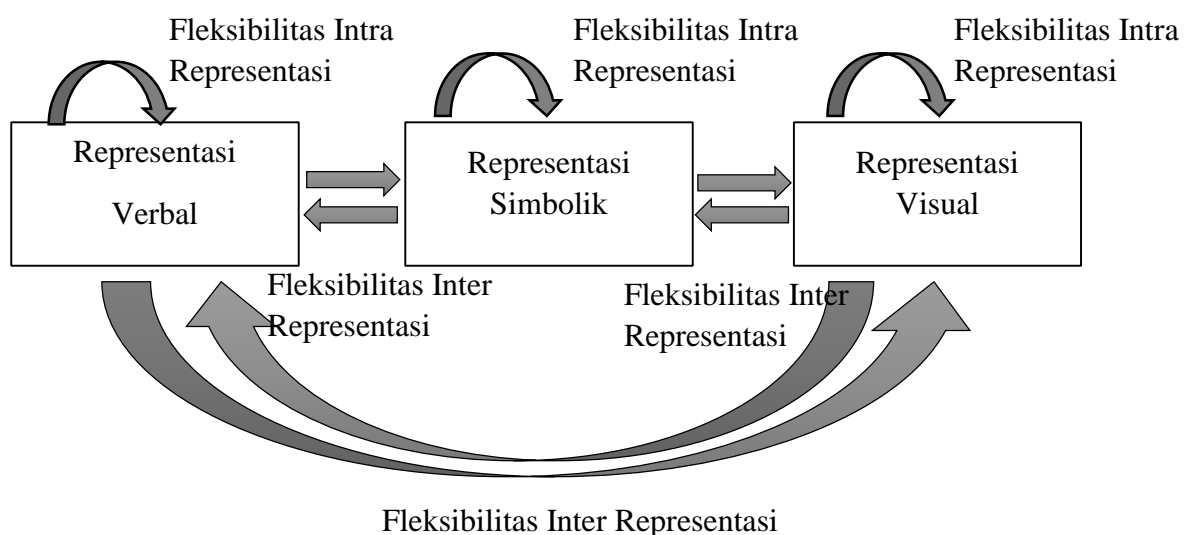 Fleksibilitas Intra
Representasi
Fleksibilitas Intra
Representasi
Fleksibilitas Intra
Representasi
Representasi
Verbal
Representasi
Simbolik
Representasi
Visual
Fleksibilitas Inter
Representasi
Fleksibilitas Inter
Representasi
Fleksibilitas Inter Representasi